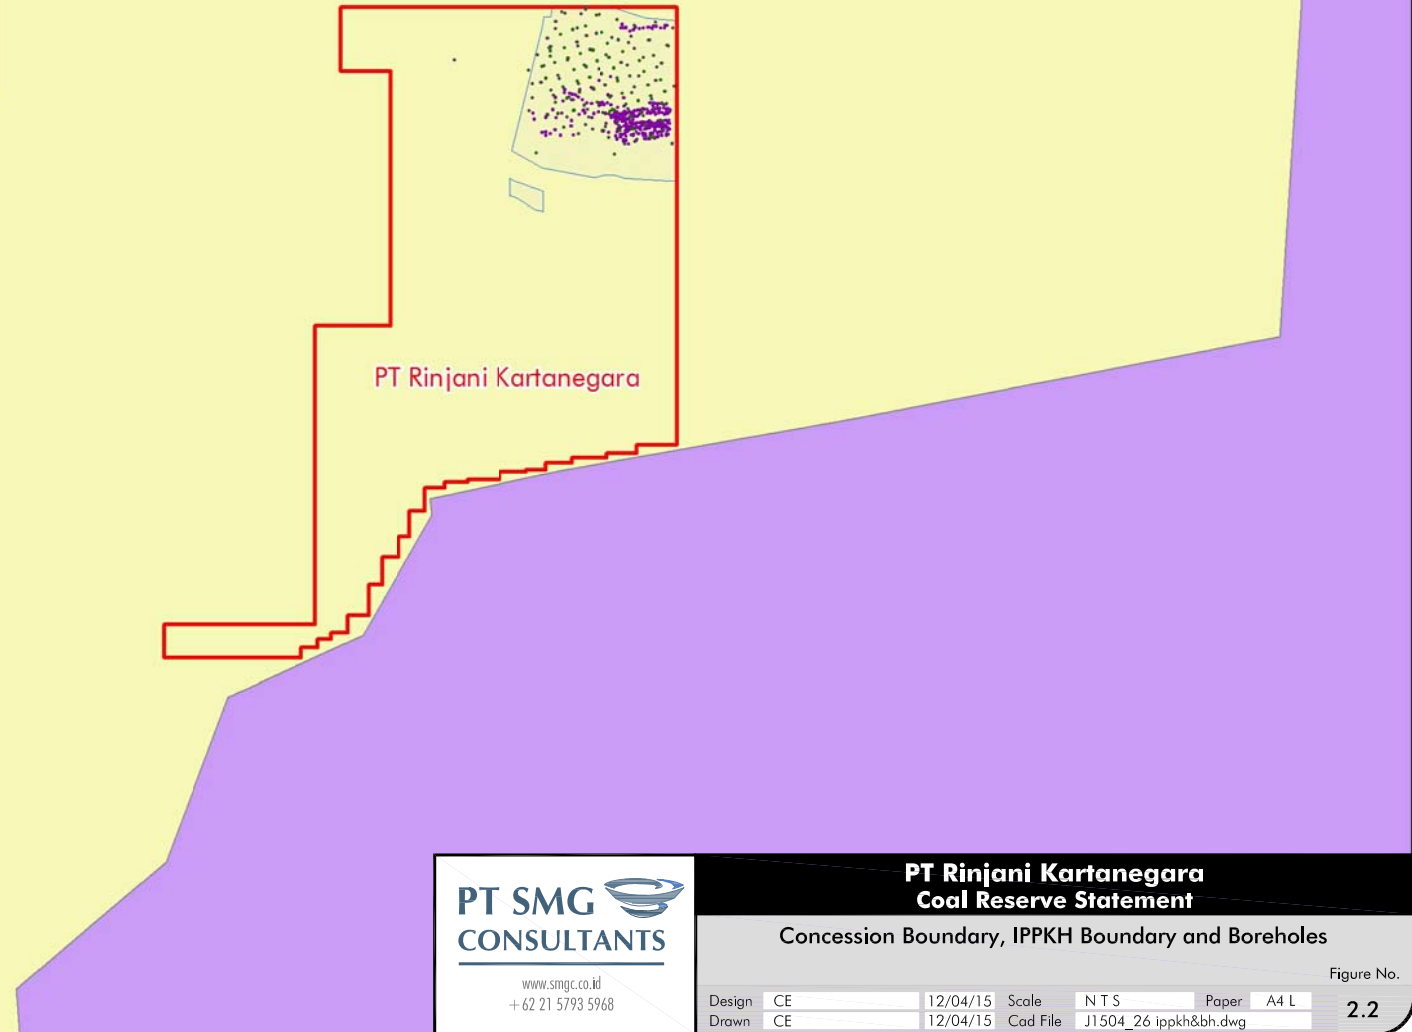 PT Rinjani Kartanegara
PT SMG
CONSULTANTS
www.smgc.co.id
+62 21 5793 5968
PT Rinjani Kartanegara
Coal Reserve Statement
Concession Boundary, IPPKH Boundary and Boreholes
Figure No.
Design CE 12/04/15 Scale N T S Paper A4 L
2.2
Drawn CE 12/04/15 Cad File J1504_26 ippkh&bh.dwg